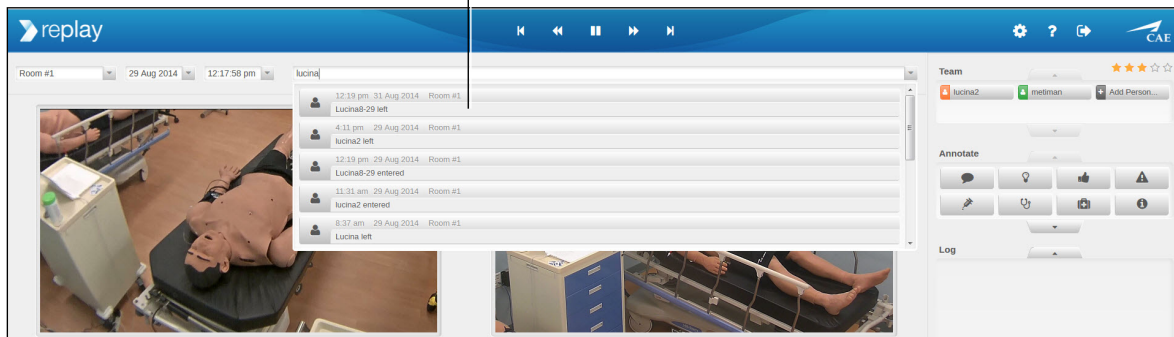 replay
CAE
Room #1
29 Aug 2014
12:17:58 pm
lucina
12:19 pm 31 Aug 2014 Room #1
Lucina8-29 left
4:11 pm 29 Aug 2014 Room #1
lucina2 left
12:19 pm 29 Aug 2014 Room #1
Lucina8-29 entered
11:31 am 29 Aug 2014 Room #1
lucina2 entered
8:37 am 29 Aug 2014 Room #1
Lucina left
Team
lucina2
metiman
Add Person...
Annotate
Log